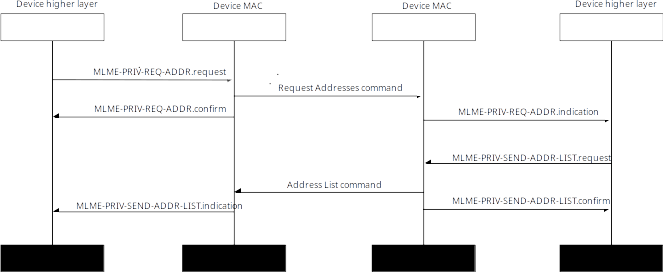 Device higher layer
Device MAC
Device MAC
Device higher layer
MLME-PRIV-REQ-ADDR.request
Request Addresses command
MLME-PRIV-REQ-ADDR.confirm
MLME-PRIV-REQ-ADDR.indication
MLME-PRIV-SEND-ADDR-LIST.request
Address List command
MLME-PRIV-SEND-ADDR-LIST.confirm
MLME-PRIV-SEND-ADDR-LIST.indication